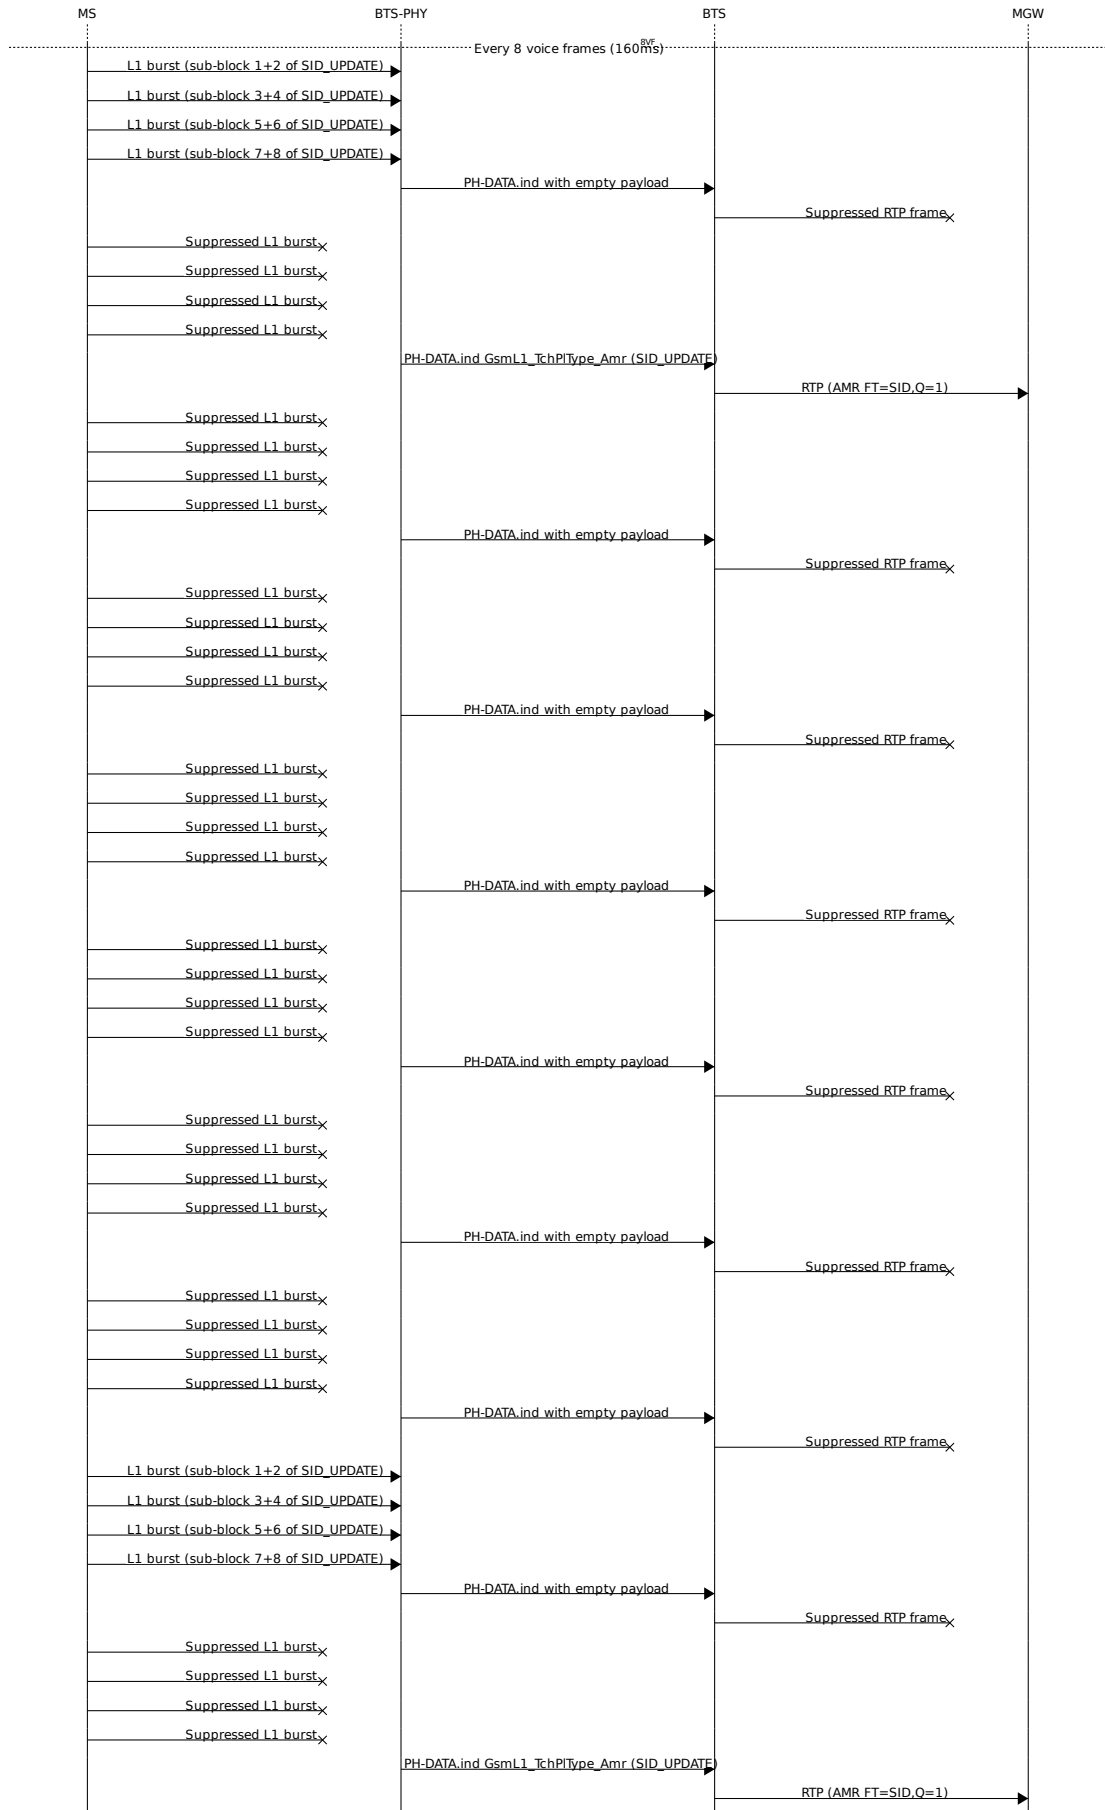 MS BTS-PHY BTS MGW
Every 8 voice frames (160ms) 8VF
L1 burst (sub-block 1+2 of SID_UPDATE)
L1 burst (sub-block 3+4 of SID_UPDATE)
L1 burst (sub-block 5+6 of SID_UPDATE)
L1 burst (sub-block 7+8 of SID_UPDATE)
PH-DATA.ind with empty payload
Suppressed RTP frame
Suppressed L1 burst
Suppressed L1 burst
Suppressed L1 burst
Suppressed L1 burst
PH-DATA.ind GsmL1_TchPlType_Amr (SID_UPDATE)
RTP (AMR FT=SID,Q=1)
Suppressed L1 burst
Suppressed L1 burst
Suppressed L1 burst
Suppressed L1 burst
PH-DATA.ind with empty payload
Suppressed RTP frame
Suppressed L1 burst
Suppressed L1 burst
Suppressed L1 burst
Suppressed L1 burst
PH-DATA.ind with empty payload
Suppressed RTP frame
Suppressed L1 burst
Suppressed L1 burst
Suppressed L1 burst
Suppressed L1 burst
PH-DATA.ind with empty payload
Suppressed RTP frame
Suppressed L1 burst
Suppressed L1 burst
Suppressed L1 burst
Suppressed L1 burst
PH-DATA.ind with empty payload
Suppressed RTP frame
Suppressed L1 burst
Suppressed L1 burst
Suppressed L1 burst
Suppressed L1 burst
PH-DATA.ind with empty payload
Suppressed RTP frame
Suppressed L1 burst
Suppressed L1 burst
Suppressed L1 burst
Suppressed L1 burst
PH-DATA.ind with empty payload
Suppressed RTP frame
L1 burst (sub-block 1+2 of SID_UPDATE)
L1 burst (sub-block 3+4 of SID_UPDATE)
L1 burst (sub-block 5+6 of SID_UPDATE)
L1 burst (sub-block 7+8 of SID_UPDATE)
PH-DATA.ind with empty payload
Suppressed RTP frame
Suppressed L1 burst
Suppressed L1 burst
Suppressed L1 burst
Suppressed L1 burst
PH-DATA.ind GsmL1_TchPlType_Amr (SID_UPDATE)
RTP (AMR FT=SID,Q=1)